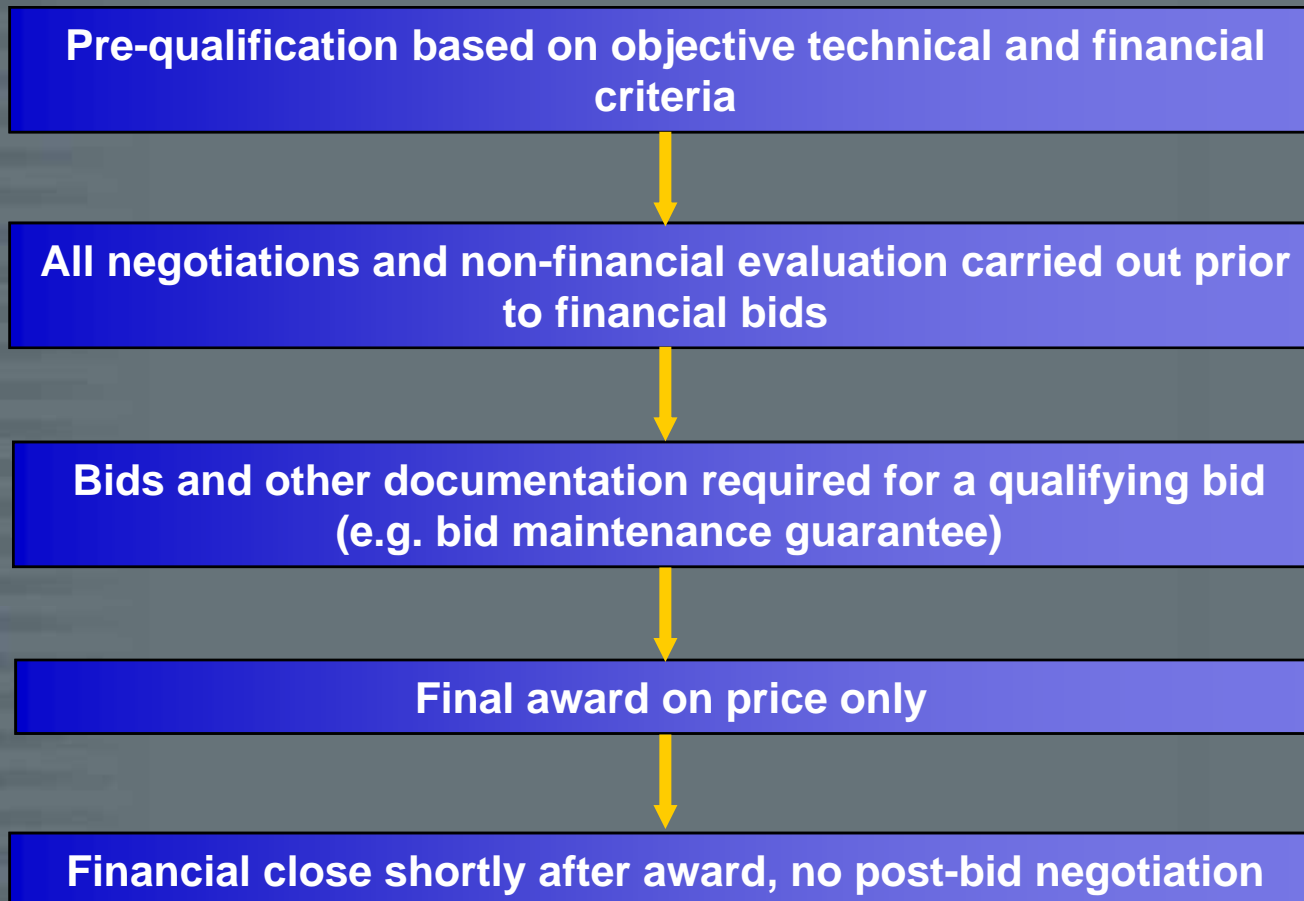 Pre-qualification based on objective technical and financial
criteria
All negotiations and non-financial evaluation carried out prior
to financial bids
Bids and other documentation required for a qualifying bid
(e.g. bid maintenance guarantee)
Final award on price only
Financial close shortly after award, no post-bid negotiation